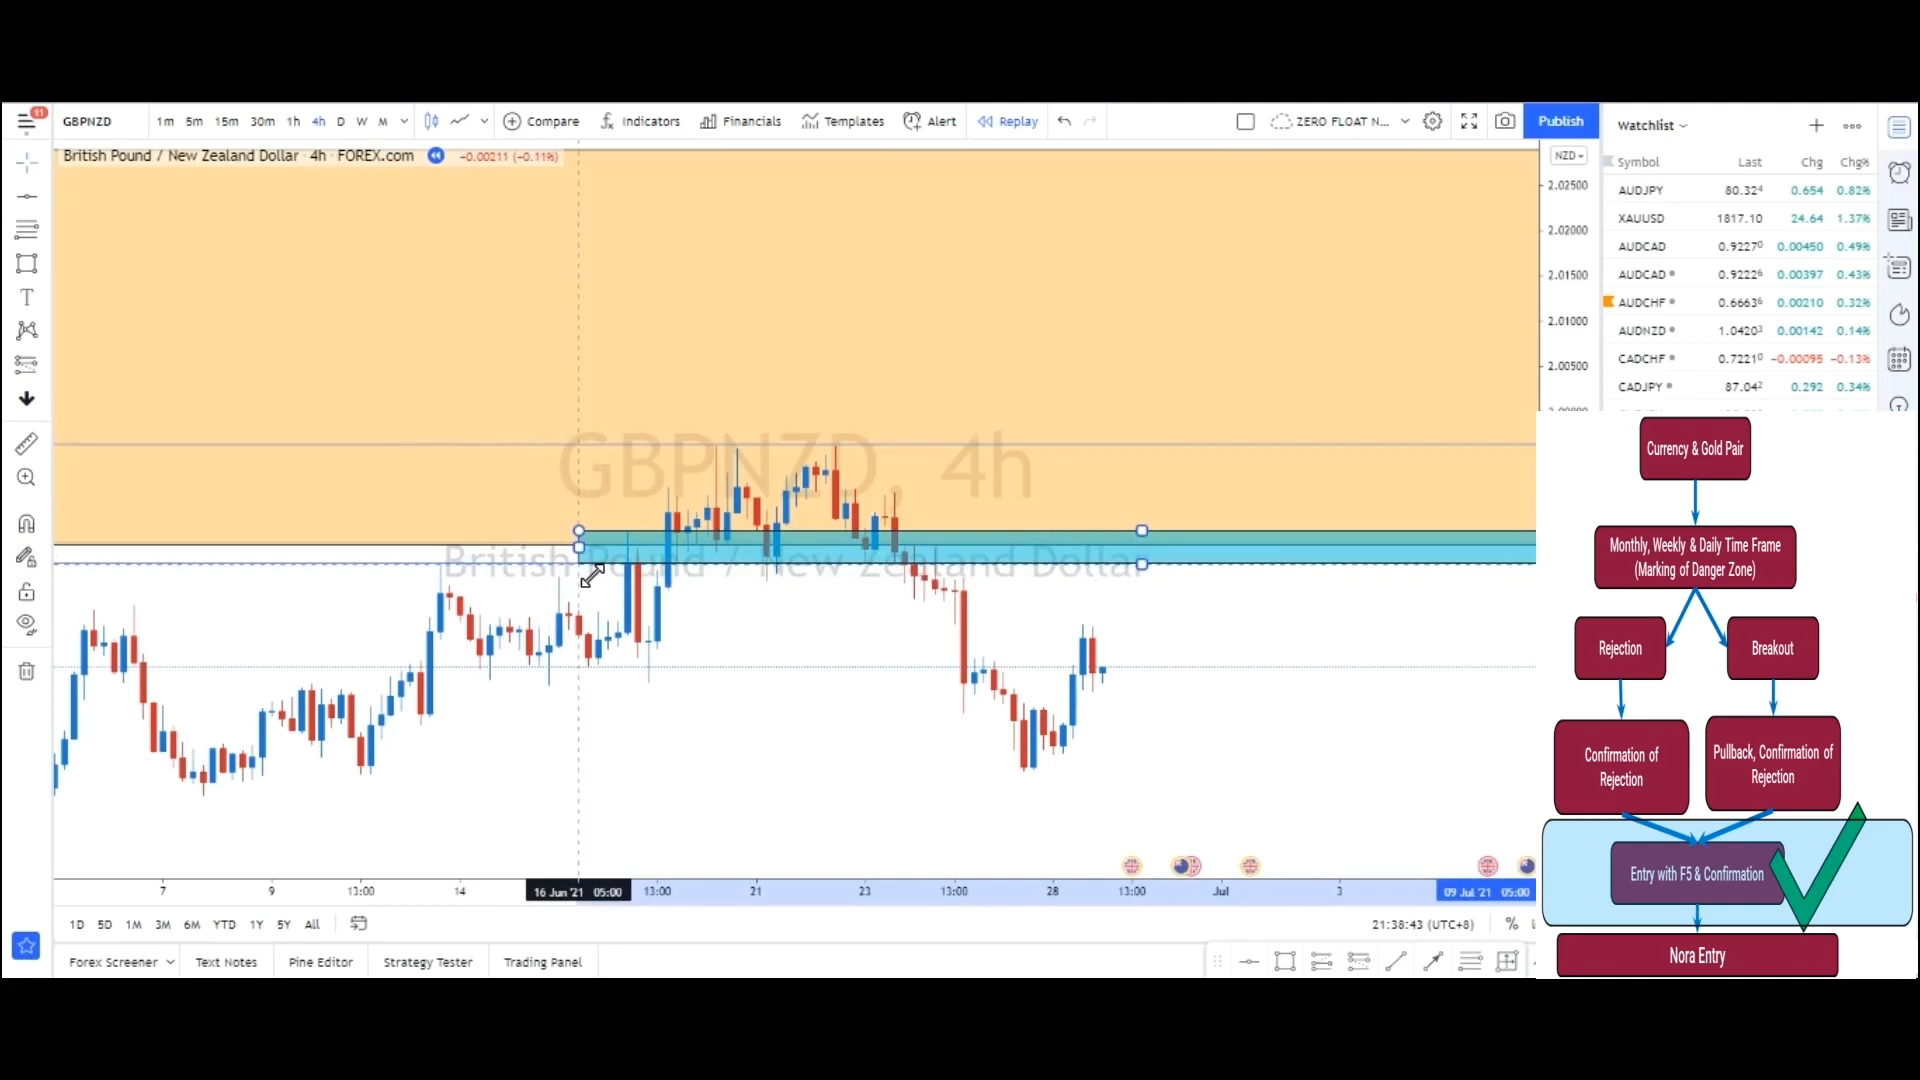 11
GBPNZD 1m 5m 15m 30m 1h 4h D W M Compare Indicators Financials Templates Alert Replay ZERO FLOAT N... Publish
British Pound / New Zealand Dollar · 4h · FOREX.com −0.00211 (−0.11%)
NZD
2.02500
2.02000
2.01500
2.01000
2.00500
GBPNZD, 4h
British Pound / New Zealand Dollar
Watchlist
Symbol Last Chg Chg%
AUDJPY 80.324 0.654 0.82%
XAUUSD 1817.10 24.64 1.37%
AUDCAD 0.92270 0.00450 0.49%
AUDCAD 0.92226 0.00397 0.43%
AUDCHF 0.66636 0.00210 0.32%
AUDNZD 1.04203 0.00142 0.14%
CADCHF 0.72210 −0.00095 −0.13%
CADJPY 87.042 0.292 0.34%
Currency & Gold Pair
Monthly, Weekly & Daily Time Frame
(Marking of Danger Zone)
Rejection
Breakout
Confirmation of
Rejection
Pullback, Confirmation of
Rejection
Entry with F5 & Confirmation
Nora Entry
7 9 13:00 14 16 Jun '21 05:00 13:00 21 23 13:00 28 13:00 Jul 3 09 Jul '21 05:00
1D 5D 1M 3M 6M YTD 1Y 5Y All 21:38:43 (UTC+8) %
Forex Screener Text Notes Pine Editor Strategy Tester Trading Panel